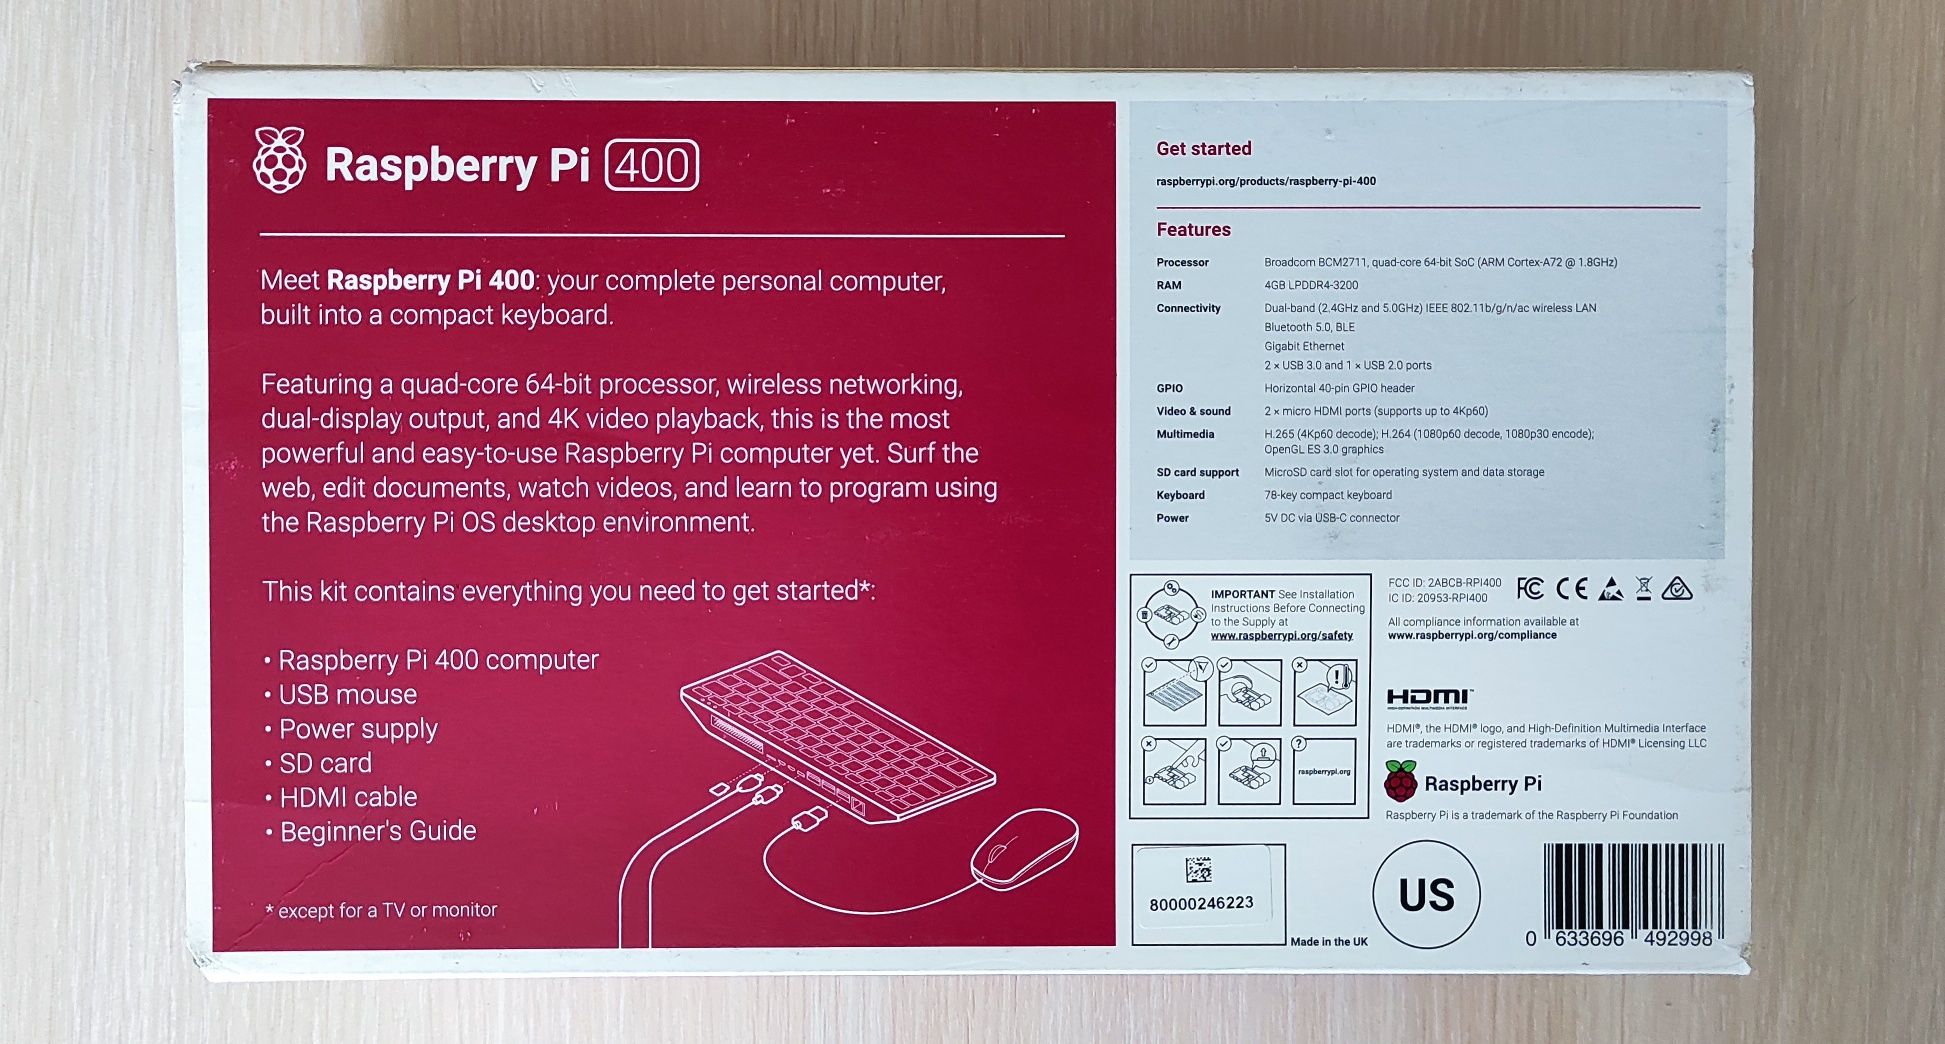 Raspberry Pi 400
Meet Raspberry Pi 400: your complete personal computer,
built into a compact keyboard.
Featuring a quad-core 64-bit processor, wireless networking,
dual-display output, and 4K video playback, this is the most
powerful and easy-to-use Raspberry Pi computer yet. Surf the
web, edit documents, watch videos, and learn to program using
the Raspberry Pi OS desktop environment.
This kit contains everything you need to get started*:
• Raspberry Pi 400 computer
• USB mouse
• Power supply
• SD card
• HDMI cable
• Beginner's Guide
* except for a TV or monitor
Get started
raspberrypi.org/products/raspberry-pi-400
Features
Processor Broadcom BCM2711, quad-core 64-bit SoC (ARM Cortex-A72 @ 1.8GHz)
RAM 4GB LPDDR4-3200
Connectivity Dual-band (2.4GHz and 5.0GHz) IEEE 802.11b/g/n/ac wireless LAN
Bluetooth 5.0, BLE
Gigabit Ethernet
2 × USB 3.0 and 1 × USB 2.0 ports
GPIO Horizontal 40-pin GPIO header
Video & sound 2 × micro HDMI ports (supports up to 4Kp60)
Multimedia H.265 (4Kp60 decode); H.264 (1080p60 decode, 1080p30 encode);
OpenGL ES 3.0 graphics
SD card support MicroSD card slot for operating system and data storage
Keyboard 78-key compact keyboard
Power 5V DC via USB-C connector
IMPORTANT See Installation
Instructions Before Connecting
to the Supply at
www.raspberrypi.org/safety
raspberrypi.org
FCC ID: 2ABCB-RPI400
IC ID: 20953-RPI400
FC CE
All compliance information available at
www.raspberrypi.org/compliance
HDMI™
HIGH-DEFINITION MULTIMEDIA INTERFACE
HDMI®, the HDMI® logo, and High-Definition Multimedia Interface
are trademarks or registered trademarks of HDMI® Licensing LLC
Raspberry Pi
Raspberry Pi is a trademark of the Raspberry Pi Foundation
80000246223
Made in the UK
US
0 633696 492998